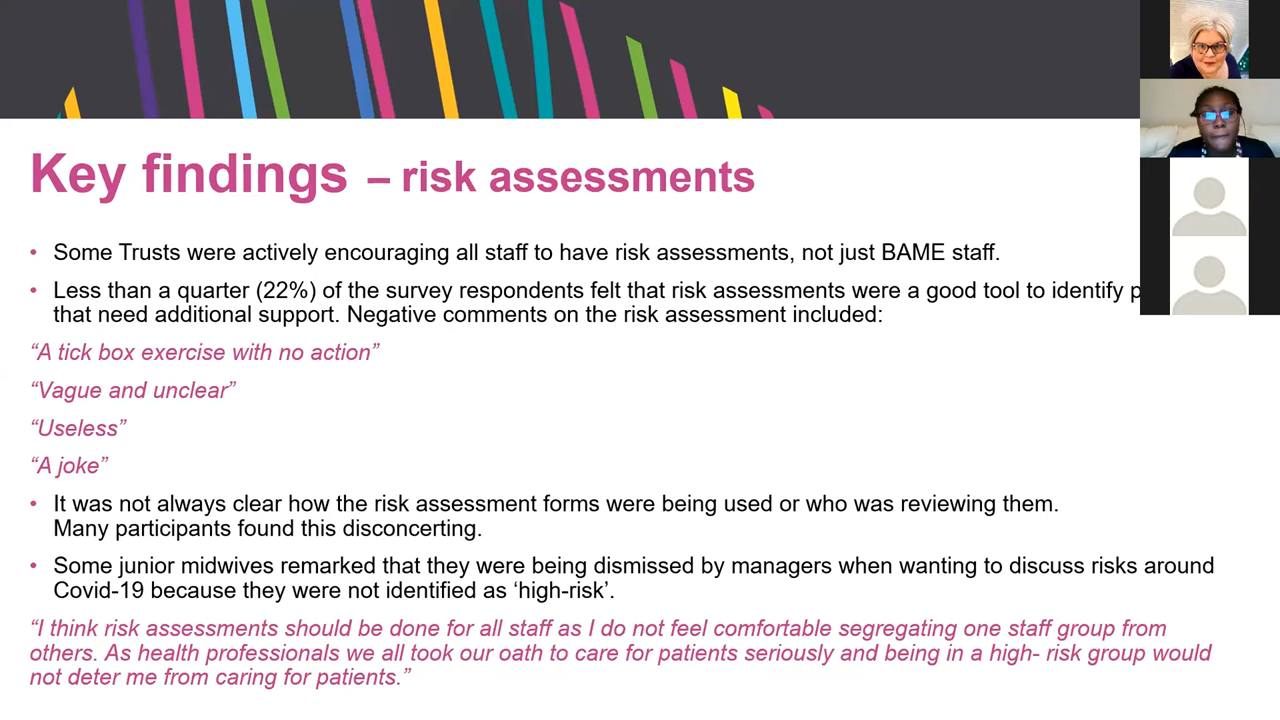 Key findings – risk assessments
• Some Trusts were actively encouraging all staff to have risk assessments, not just BAME staff.
• Less than a quarter (22%) of the survey respondents felt that risk assessments were a good tool to identify
that need additional support. Negative comments on the risk assessment included:
“A tick box exercise with no action”
“Vague and unclear”
“Useless”
“A joke”
• It was not always clear how the risk assessment forms were being used or who was reviewing them.
Many participants found this disconcerting.
• Some junior midwives remarked that they were being dismissed by managers when wanting to discuss risks around
Covid-19 because they were not identified as ‘high-risk’.
“I think risk assessments should be done for all staff as I do not feel comfortable segregating one staff group from
others. As health professionals we all took our oath to care for patients seriously and being in a high- risk group would
not deter me from caring for patients.”